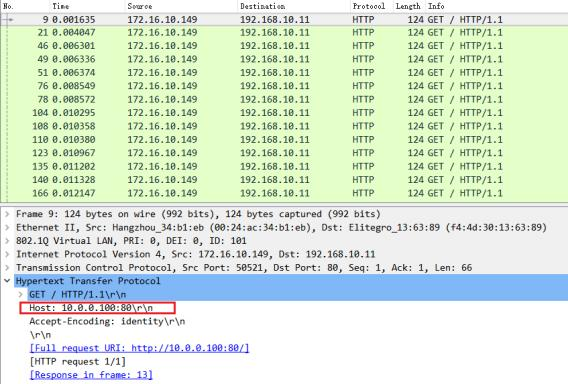 No. Time Source Destination Protocol Length Info
9 0.001635 172.16.10.149 192.168.10.11 HTTP 124 GET / HTTP/1.1
21 0.004047 172.16.10.149 192.168.10.11 HTTP 124 GET / HTTP/1.1
46 0.006301 172.16.10.149 192.168.10.11 HTTP 124 GET / HTTP/1.1
49 0.006336 172.16.10.149 192.168.10.11 HTTP 124 GET / HTTP/1.1
51 0.006374 172.16.10.149 192.168.10.11 HTTP 124 GET / HTTP/1.1
76 0.008549 172.16.10.149 192.168.10.11 HTTP 124 GET / HTTP/1.1
78 0.008572 172.16.10.149 192.168.10.11 HTTP 124 GET / HTTP/1.1
104 0.010295 172.16.10.149 192.168.10.11 HTTP 124 GET / HTTP/1.1
108 0.010358 172.16.10.149 192.168.10.11 HTTP 124 GET / HTTP/1.1
110 0.010380 172.16.10.149 192.168.10.11 HTTP 124 GET / HTTP/1.1
123 0.010967 172.16.10.149 192.168.10.11 HTTP 124 GET / HTTP/1.1
135 0.011202 172.16.10.149 192.168.10.11 HTTP 124 GET / HTTP/1.1
140 0.011328 172.16.10.149 192.168.10.11 HTTP 124 GET / HTTP/1.1
166 0.012147 172.16.10.149 192.168.10.11 HTTP 124 GET / HTTP/1.1
Frame 9: 124 bytes on wire (992 bits), 124 bytes captured (992 bits)
Ethernet II, Src: Hangzhou_34:b1:eb (00:24:ac:34:b1:eb), Dst: Elitegro_13:63:89 (f4:4d:30:13:63:89)
802.1Q Virtual LAN, PRI: 0, DEI: 0, ID: 101
Internet Protocol Version 4, Src: 172.16.10.149, Dst: 192.168.10.11
Transmission Control Protocol, Src Port: 50521, Dst Port: 80, Seq: 1, Ack: 1, Len: 66
Hypertext Transfer Protocol
GET / HTTP/1.1\r\n
Host: 10.0.0.100:80\r\n
Accept-Encoding: identity\r\n
\r\n
[Full request URI: http://10.0.0.100:80/]
[HTTP request 1/1]
[Response in frame: 13]